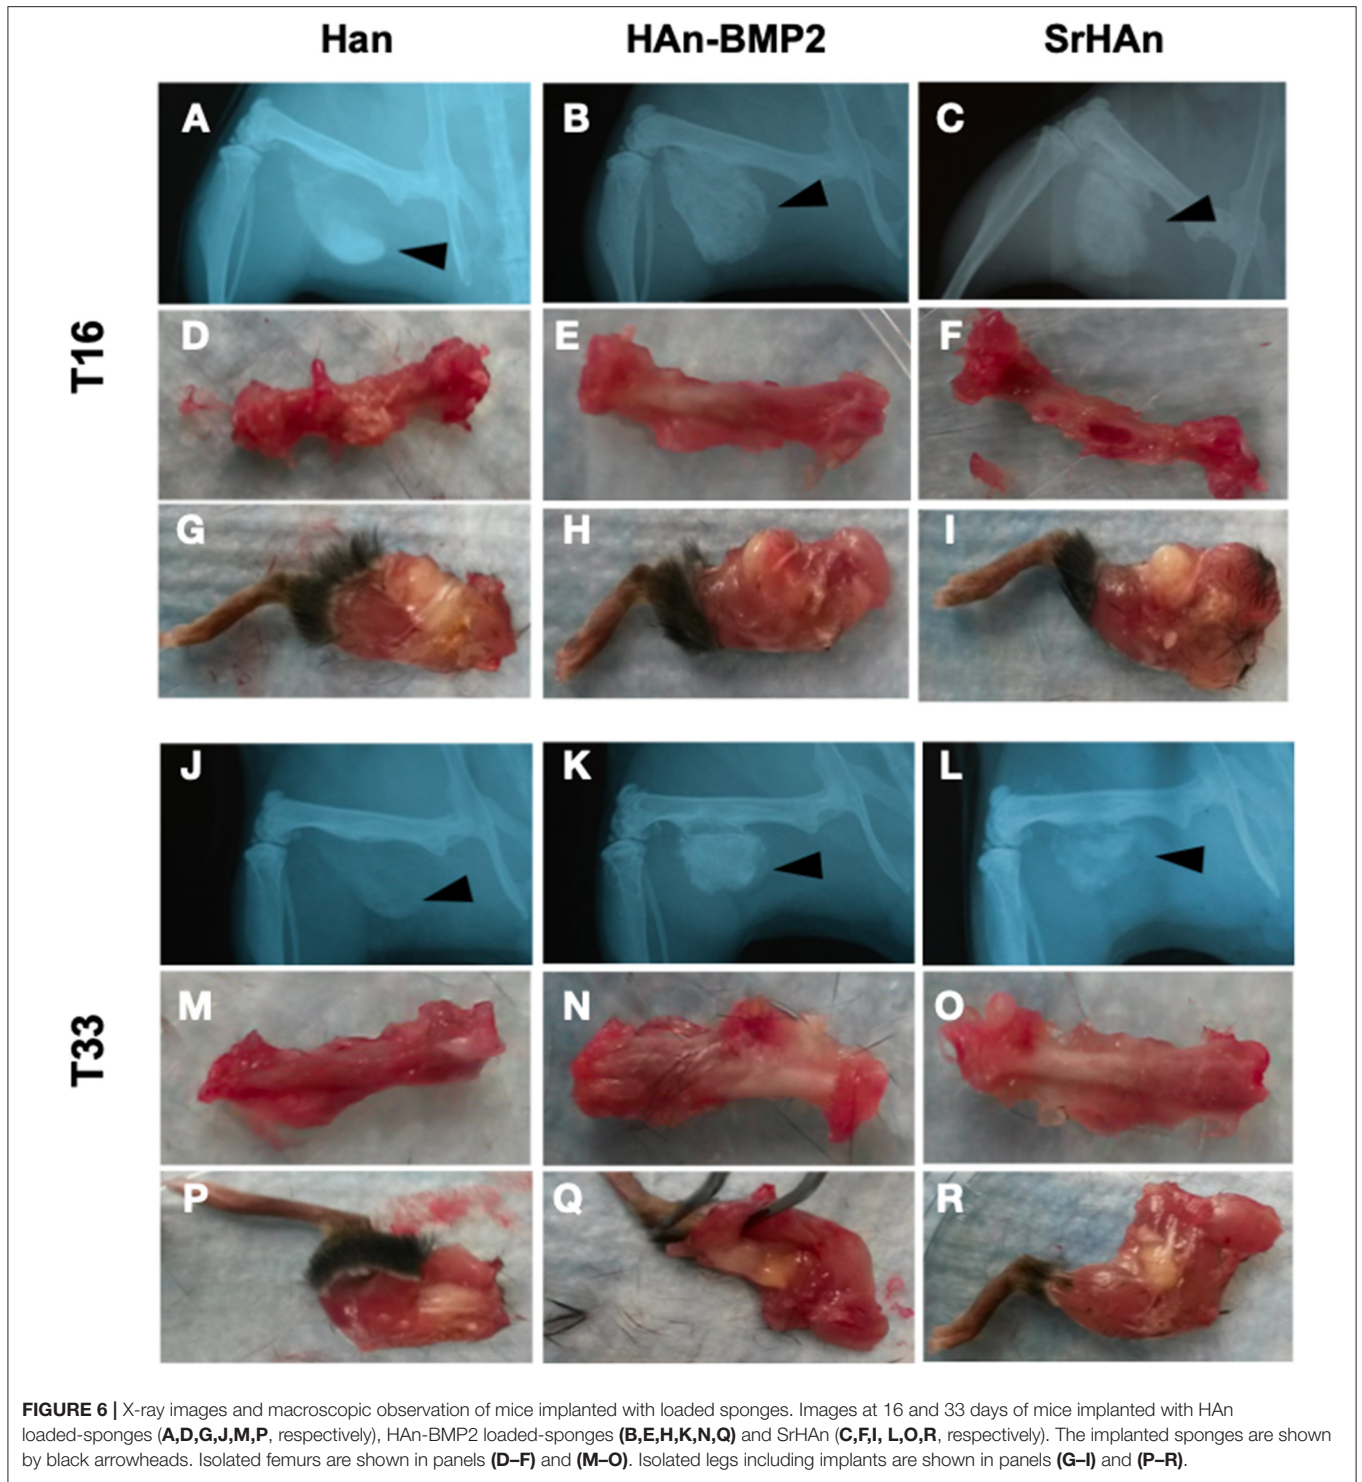 Han HAn-BMP2 SrHAn
A B C
T16
D E F
G H I
J K L
T33
M N O
P Q R
FIGURE 6 | X-ray images and macroscopic observation of mice implanted with loaded sponges. Images at 16 and 33 days of mice implanted with HAn
loaded-sponges (A,D,G,J,M,P, respectively), HAn-BMP2 loaded-sponges (B,E,H,K,N,Q) and SrHAn (C,F,I, L,O,R, respectively). The implanted sponges are shown
by black arrowheads. Isolated femurs are shown in panels (D–F) and (M–O). Isolated legs including implants are shown in panels (G–I) and (P–R).